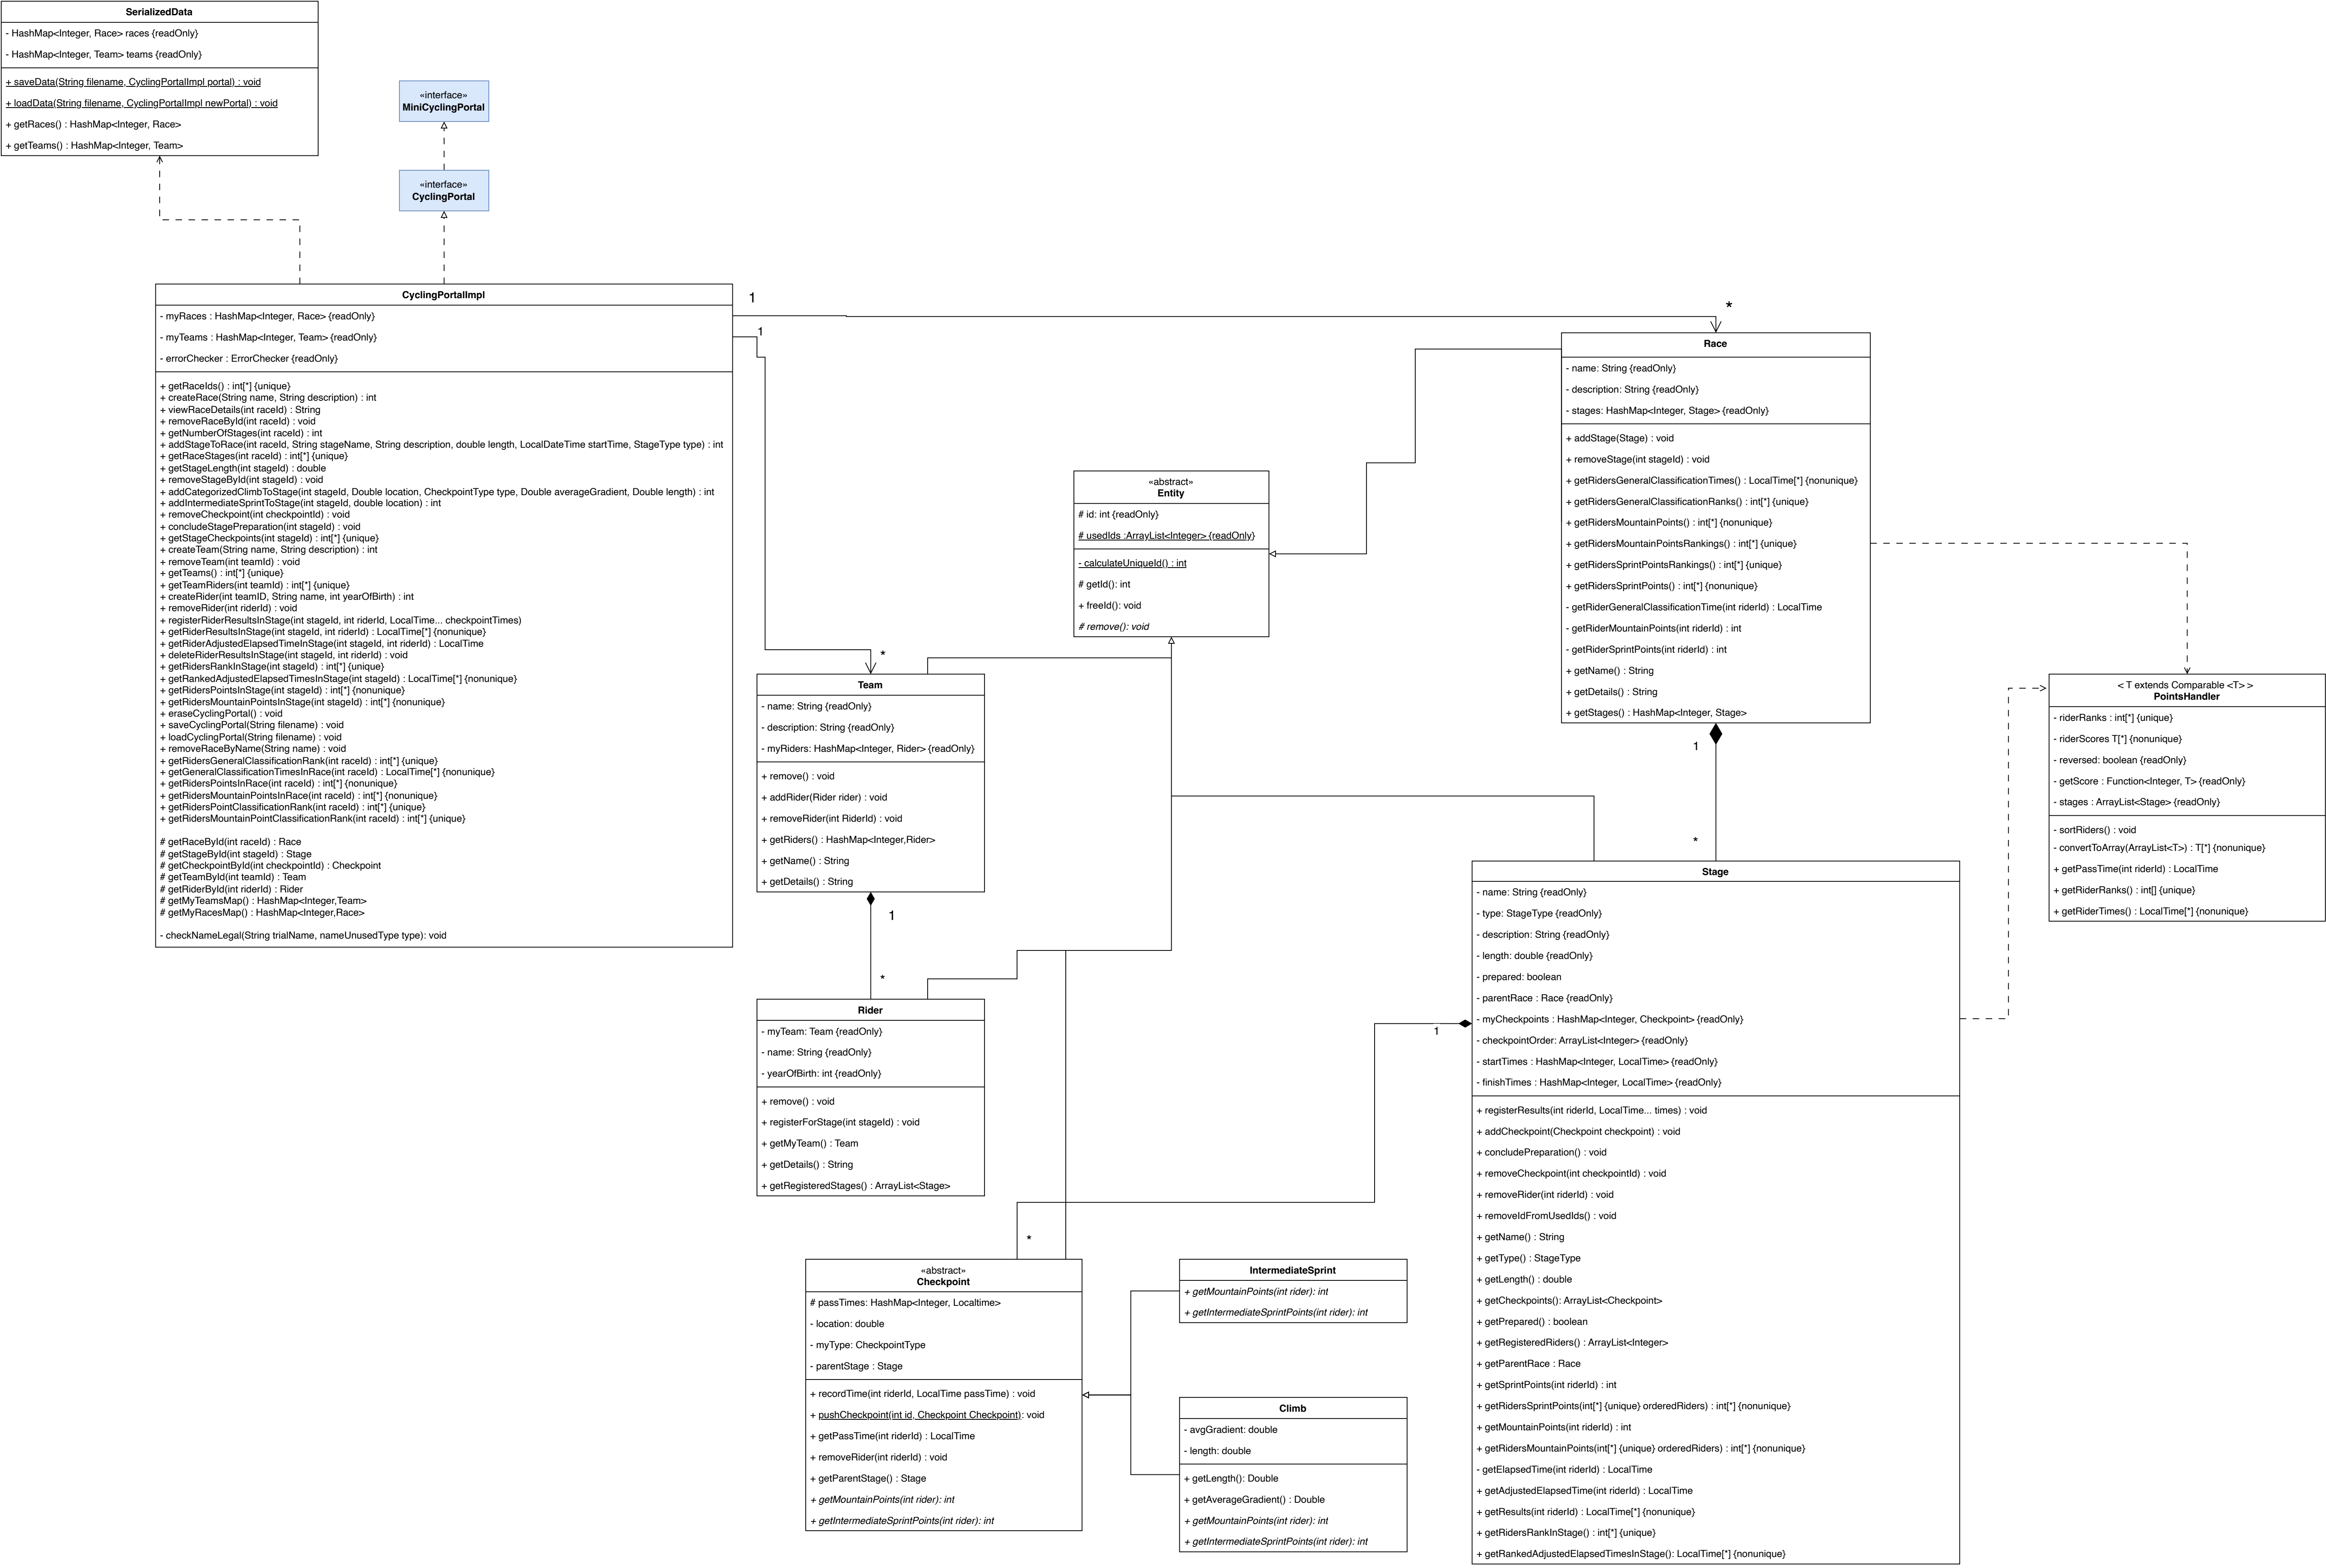 SerializedData
- HashMap<Integer, Race> races {readOnly}
- HashMap<Integer, Team> teams {readOnly}
+ saveData(String filename, CyclingPortalImpl portal) : void
+ loadData(String filename, CyclingPortalImpl newPortal) : void
+ getRaces() : HashMap<Integer, Race>
+ getTeams() : HashMap<Integer, Team>
«interface»
MiniCyclingPortal
«interface»
CyclingPortal
CyclingPortalImpl
- myRaces : HashMap<Integer, Race> {readOnly}
- myTeams : HashMap<Integer, Team> {readOnly}
- errorChecker : ErrorChecker {readOnly}
+ getRaceIds() : int[*] {unique}
+ createRace(String name, String description) : int
+ viewRaceDetails(int raceId) : String
+ removeRaceById(int raceId) : void
+ getNumberOfStages(int raceId) : int
+ addStageToRace(int raceId, String stageName, String description, double length, LocalDateTime startTime, StageType type) : int
+ getRaceStages(int raceId) : int[*] {unique}
+ getStageLength(int stageId) : double
+ removeStageById(int stageId) : void
+ addCategorizedClimbToStage(int stageId, Double location, CheckpointType type, Double averageGradient, Double length) : int
+ addIntermediateSprintToStage(int stageId, double location) : int
+ removeCheckpoint(int checkpointId) : void
+ concludeStagePreparation(int stageId) : void
+ getStageCheckpoints(int stageId) : int[*] {unique}
+ createTeam(String name, String description) : int
+ removeTeam(int teamId) : void
+ getTeams() : int[*] {unique}
+ getTeamRiders(int teamId) : int[*] {unique}
+ createRider(int teamID, String name, int yearOfBirth) : int
+ removeRider(int riderId) : void
+ registerRiderResultsInStage(int stageId, int riderId, LocalTime... checkpointTimes)
+ getRiderResultsInStage(int stageId, int riderId) : LocalTime[*] {nonunique}
+ getRiderAdjustedElapsedTimeInStage(int stageId, int riderId) : LocalTime
+ deleteRiderResultsInStage(int stageId, int riderId) : void
+ getRidersRankInStage(int stageId) : int[*] {unique}
+ getRankedAdjustedElapsedTimesInStage(int stageId) : LocalTime[*] {nonunique}
+ getRidersPointsInStage(int stageId) : int[*] {nonunique}
+ getRidersMountainPointsInStage(int stageId) : int[*] {nonunique}
+ eraseCyclingPortal() : void
+ saveCyclingPortal(String filename) : void
+ loadCyclingPortal(String filename) : void
+ removeRaceByName(String name) : void
+ getRidersGeneralClassificationRank(int raceId) : int[*] {unique}
+ getGeneralClassificationTimesInRace(int raceId) : LocalTime[*] {nonunique}
+ getRidersPointsInRace(int raceId) : int[*] {nonunique}
+ getRidersMountainPointsInRace(int raceId) : int[*] {nonunique}
+ getRidersPointClassificationRank(int raceId) : int[*] {unique}
+ getRidersMountainPointClassificationRank(int raceId) : int[*] {unique}
# getRaceById(int raceId) : Race
# getStageById(int stageId) : Stage
# getCheckpointById(int checkpointId) : Checkpoint
# getTeamById(int teamId) : Team
# getRiderById(int riderId) : Rider
# getMyTeamsMap() : HashMap<Integer,Team>
# getMyRacesMap() : HashMap<Integer,Race>
- checkNameLegal(String trialName, nameUnusedType type): void
1
*
1
*
Race
- name: String {readOnly}
- description: String {readOnly}
- stages: HashMap<Integer, Stage> {readOnly}
+ addStage(Stage) : void
+ removeStage(int stageId) : void
+ getRidersGeneralClassificationTimes() : LocalTime[*] {nonunique}
+ getRidersGeneralClassificationRanks() : int[*] {unique}
+ getRidersMountainPoints() : int[*] {nonunique}
+ getRidersMountainPointsRankings() : int[*] {unique}
+ getRidersSprintPointsRankings() : int[*] {unique}
+ getRidersSprintPoints() : int[*] {nonunique}
- getRiderGeneralClassificationTime(int riderId) : LocalTime
- getRiderMountainPoints(int riderId) : int
- getRiderSprintPoints(int riderId) : int
+ getName() : String
+ getDetails() : String
+ getStages() : HashMap<Integer, Stage>
1
*
«abstract»
Entity
# id: int {readOnly}
# usedIds :ArrayList<Integer> {readOnly}
- calculateUniqueId() : int
# getId(): int
+ freeId(): void
# remove(): void
Team
- name: String {readOnly}
- description: String {readOnly}
- myRiders: HashMap<Integer, Rider> {readOnly}
+ remove() : void
+ addRider(Rider rider) : void
+ removeRider(int RiderId) : void
+ getRiders() : HashMap<Integer,Rider>
+ getName() : String
+ getDetails() : String
1
*
< T extends Comparable <T> >
PointsHandler
- riderRanks : int[*] {unique}
- riderScores T[*] {nonunique}
- reversed: boolean {readOnly}
- getScore : Function<Integer, T> {readOnly}
- stages : ArrayList<Stage> {readOnly}
- sortRiders() : void
- convertToArray(ArrayList<T>) : T[*] {nonunique}
+ getPassTime(int riderId) : LocalTime
+ getRiderRanks() : int[] {unique}
+ getRiderTimes() : LocalTime[*] {nonunique}
Rider
- myTeam: Team {readOnly}
- name: String {readOnly}
- yearOfBirth: int {readOnly}
+ remove() : void
+ registerForStage(int stageId) : void
+ getMyTeam() : Team
+ getDetails() : String
+ getRegisteredStages() : ArrayList<Stage>
Stage
- name: String {readOnly}
- type: StageType {readOnly}
- description: String {readOnly}
- length: double {readOnly}
- prepared: boolean
- parentRace : Race {readOnly}
- myCheckpoints : HashMap<Integer, Checkpoint> {readOnly}
- checkpointOrder: ArrayList<Integer> {readOnly}
- startTimes : HashMap<Integer, LocalTime> {readOnly}
- finishTimes : HashMap<Integer, LocalTime> {readOnly}
+ registerResults(int riderId, LocalTime... times) : void
+ addCheckpoint(Checkpoint checkpoint) : void
+ concludePreparation() : void
+ removeCheckpoint(int checkpointId) : void
+ removeRider(int riderId) : void
+ removeIdFromUsedIds() : void
+ getName() : String
+ getType() : StageType
+ getLength() : double
+ getCheckpoints(): ArrayList<Checkpoint>
+ getPrepared() : boolean
+ getRegisteredRiders() : ArrayList<Integer>
+ getParentRace : Race
+ getSprintPoints(int riderId) : int
+ getRidersSprintPoints(int[*] {unique} orderedRiders) : int[*] {nonunique}
+ getMountainPoints(int riderId) : int
+ getRidersMountainPoints(int[*] {unique} orderedRiders) : int[*] {nonunique}
- getElapsedTime(int riderId) : LocalTime
+ getAdjustedElapsedTime(int riderId) : LocalTime
+ getResults(int riderId) : LocalTime[*] {nonunique}
+ getRidersRankInStage() : int[*] {unique}
+ getRankedAdjustedElapsedTimesInStage(): LocalTime[*] {nonunique}
1
*
«abstract»
Checkpoint
# passTimes: HashMap<Integer, Localtime>
- location: double
- myType: CheckpointType
- parentStage : Stage
+ recordTime(int riderId, LocalTime passTime) : void
+ pushCheckpoint(int id, Checkpoint Checkpoint): void
+ getPassTime(int riderId) : LocalTime
+ removeRider(int riderId) : void
+ getParentStage() : Stage
+ getMountainPoints(int rider): int
+ getIntermediateSprintPoints(int rider): int
IntermediateSprint
+ getMountainPoints(int rider): int
+ getIntermediateSprintPoints(int rider): int
Climb
- avgGradient: double
- length: double
+ getLength(): Double
+ getAverageGradient() : Double
+ getMountainPoints(int rider): int
+ getIntermediateSprintPoints(int rider): int